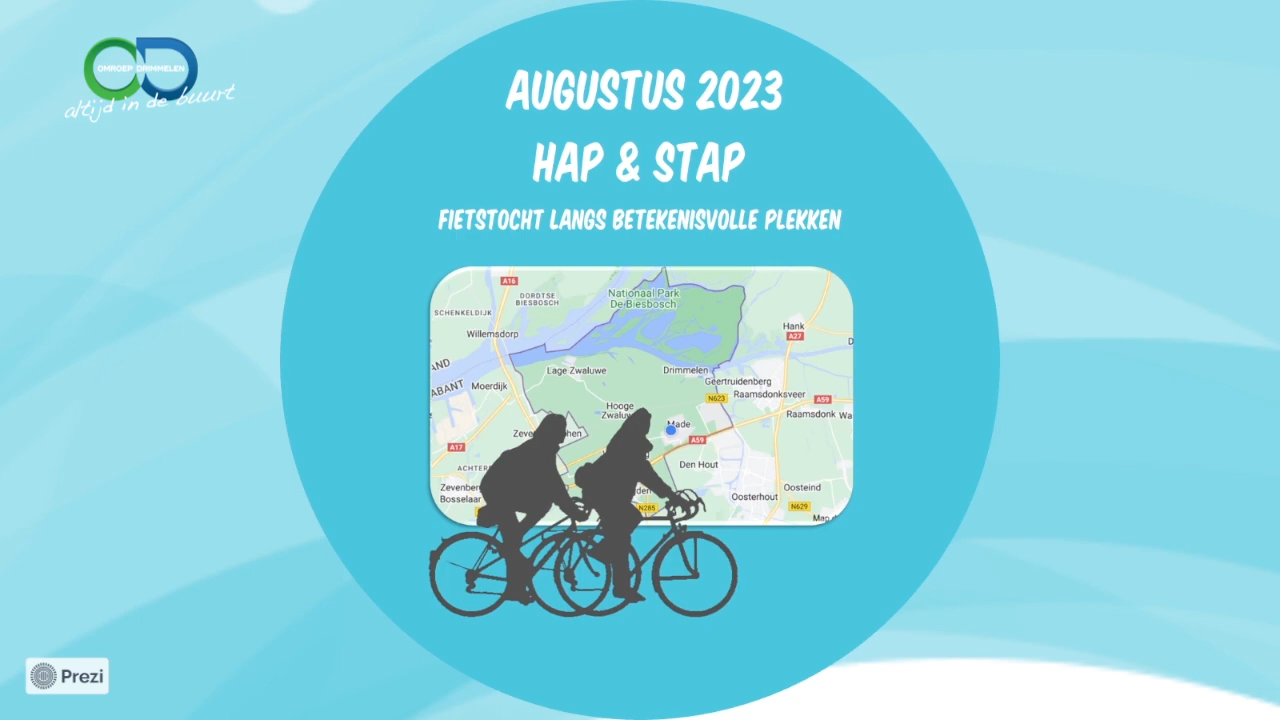 OMROEP DRIMMELEN
altijd in de buurt
AUGUSTUS 2023
HAP & STAP
FIETSTOCHT LANGS BETEKENISVOLLE PLEKKEN
A16
DORDTSE
BIESBOSCH
Nationaal Park
De Biesbosch
SCHENKELDIJK
Willemsdorp
Hank
A27
Lage Zwaluwe
Drimmelen
Geertruidenberg
Moerdijk
N623
Raamsdonksveer
A59
Hooge
Zwaluw
Raamsdonk
Made
A59
A17
Den Hout
Oosterhout
Oosteind
Zevenber
Bosselaar
N285
N629
Prezi